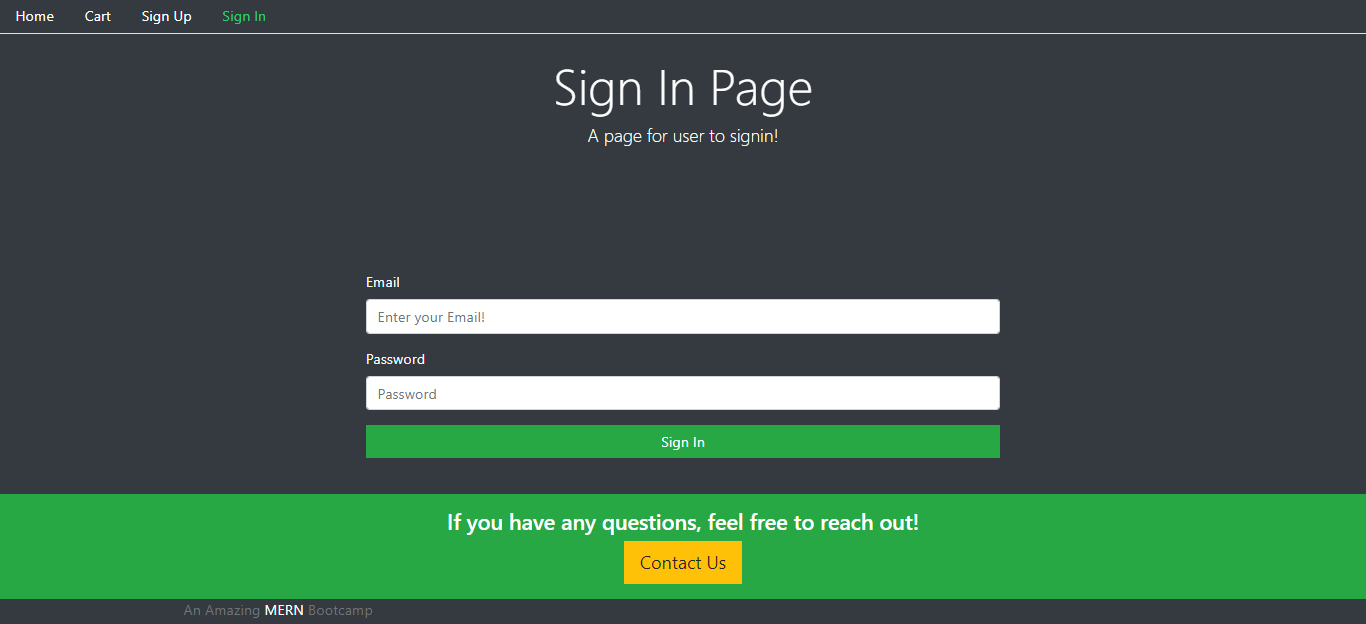 Home Cart Sign Up Sign In
Sign In Page
A page for user to signin!
Email
Enter your Email!
Password
Password
Sign In
If you have any questions, feel free to reach out!
Contact Us
An Amazing MERN Bootcamp